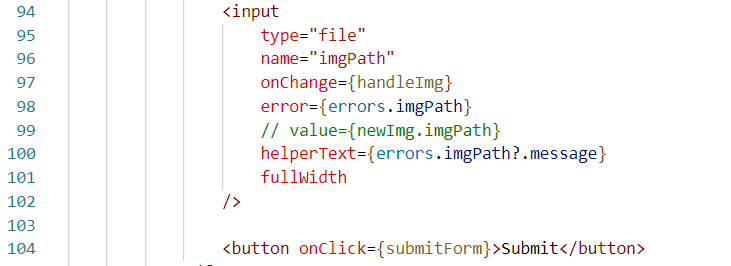 94 <input
95 type="file"
96 name="imgPath"
97 onChange={handleImg}
98 error={errors.imgPath}
99 // value={newImg.imgPath}
100 helperText={errors.imgPath?.message}
101 fullWidth
102 />
103
104 <button onClick={submitForm}>Submit</button>